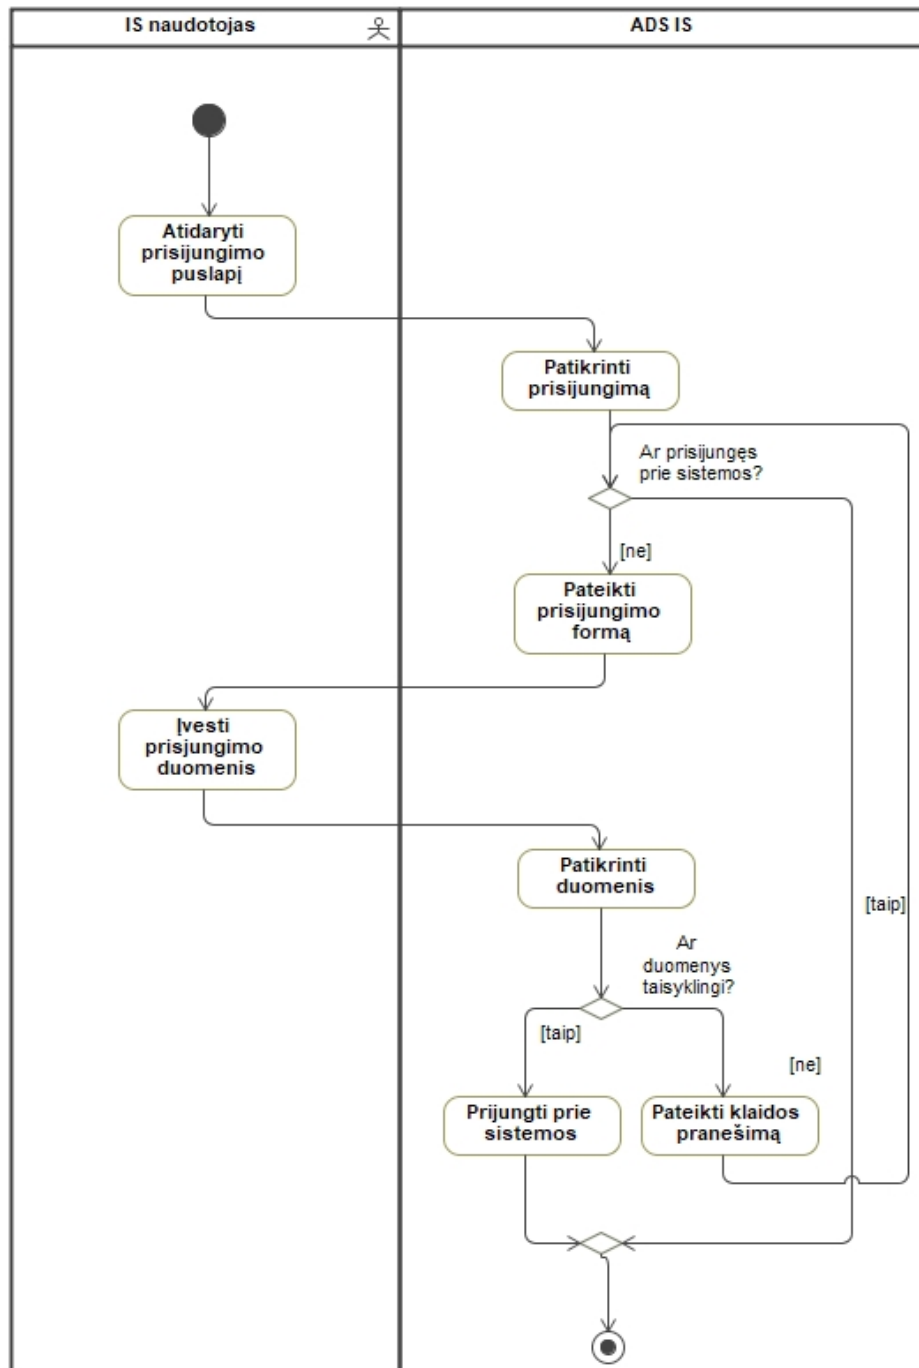 IS naudotojas
ADS IS
Atidaryti
prisijungimo
puslapį
Patikrinti
prisijungimą
Ar prisijungęs
prie sistemos?
[ne]
Pateikti
prisijungimo
formą
Įvesti
prisjungimo
duomenis
Patikrinti
duomenis
[taip]
Ar
duomenys
taisyklingi?
[taip]
[ne]
Prijungti prie
sistemos
Pateikti klaidos
pranešimą